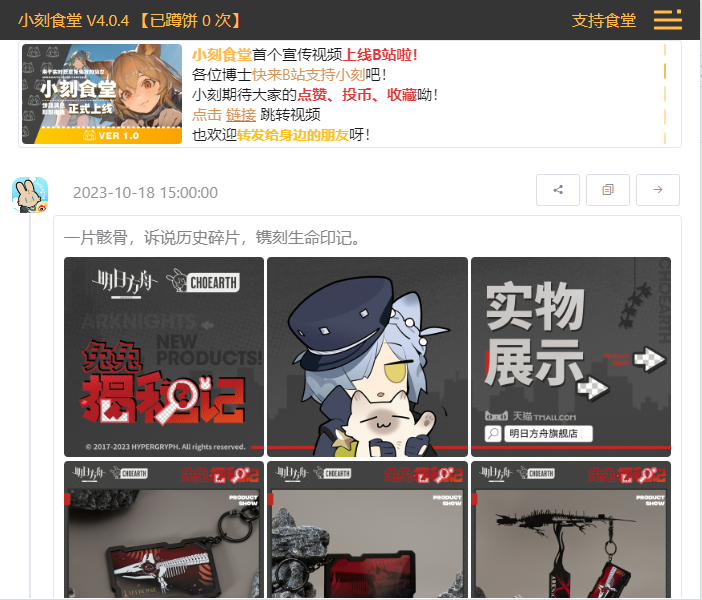 小刻食堂 V4.0.4 【已蹲饼 0 次】
支持食堂
小刻食堂
正式上线
VER 1.0
小刻食堂首个宣传视频上线B站啦！
各位博士快来B站支持小刻吧！
小刻期待大家的点赞、投币、收藏呦！
点击 链接 跳转视频
也欢迎转发给身边的朋友呀！
2023-10-18 15:00:00
一片骸骨，诉说历史碎片，镌刻生命印记。
明日方舟 CHOEARTH
ARKNIGHTS
NEW
PRODUCTS!
兔兔
揭秘记
© 2017-2023 HYPERGRYPH. All rights reserved.
实物
展示
CHOEARTH
天猫 TMALL.COM
明日方舟旗舰店
明日方舟 CHOEARTH 兔兔揭秘记
PRODUCT
SHOW
明日方舟 CHOEARTH 兔兔揭秘记
PRODUCT
SHOW
明日方舟 CHOEARTH 兔兔揭秘记
PRODUCT
SHOW